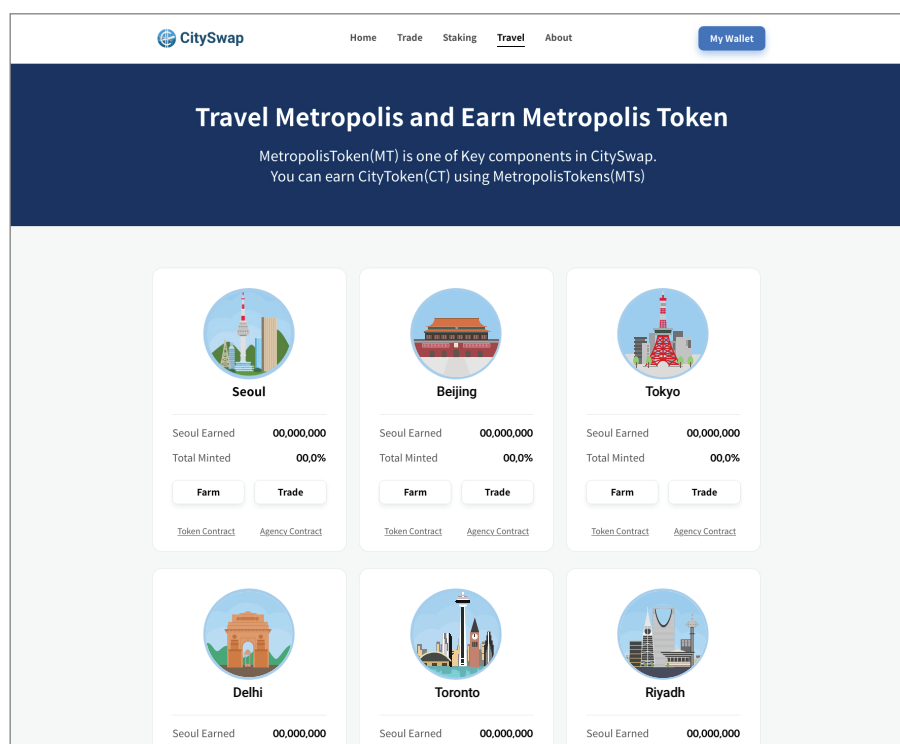 CitySwap
Home Trade Staking Travel About
My Wallet
Travel Metropolis and Earn Metropolis Token
MetropolisToken(MT) is one of Key components in CitySwap.
You can earn CityToken(CT) using MetropolisTokens(MTs)
Seoul
Seoul Earned 00,000,000
Total Minted 00,0%
Farm Trade
Token Contract Agency Contract
Beijing
Seoul Earned 00,000,000
Total Minted 00,0%
Farm Trade
Token Contract Agency Contract
Tokyo
Seoul Earned 00,000,000
Total Minted 00,0%
Farm Trade
Token Contract Agency Contract
Delhi
Seoul Earned 00,000,000
Toronto
Seoul Earned 00,000,000
Riyadh
Seoul Earned 00,000,000